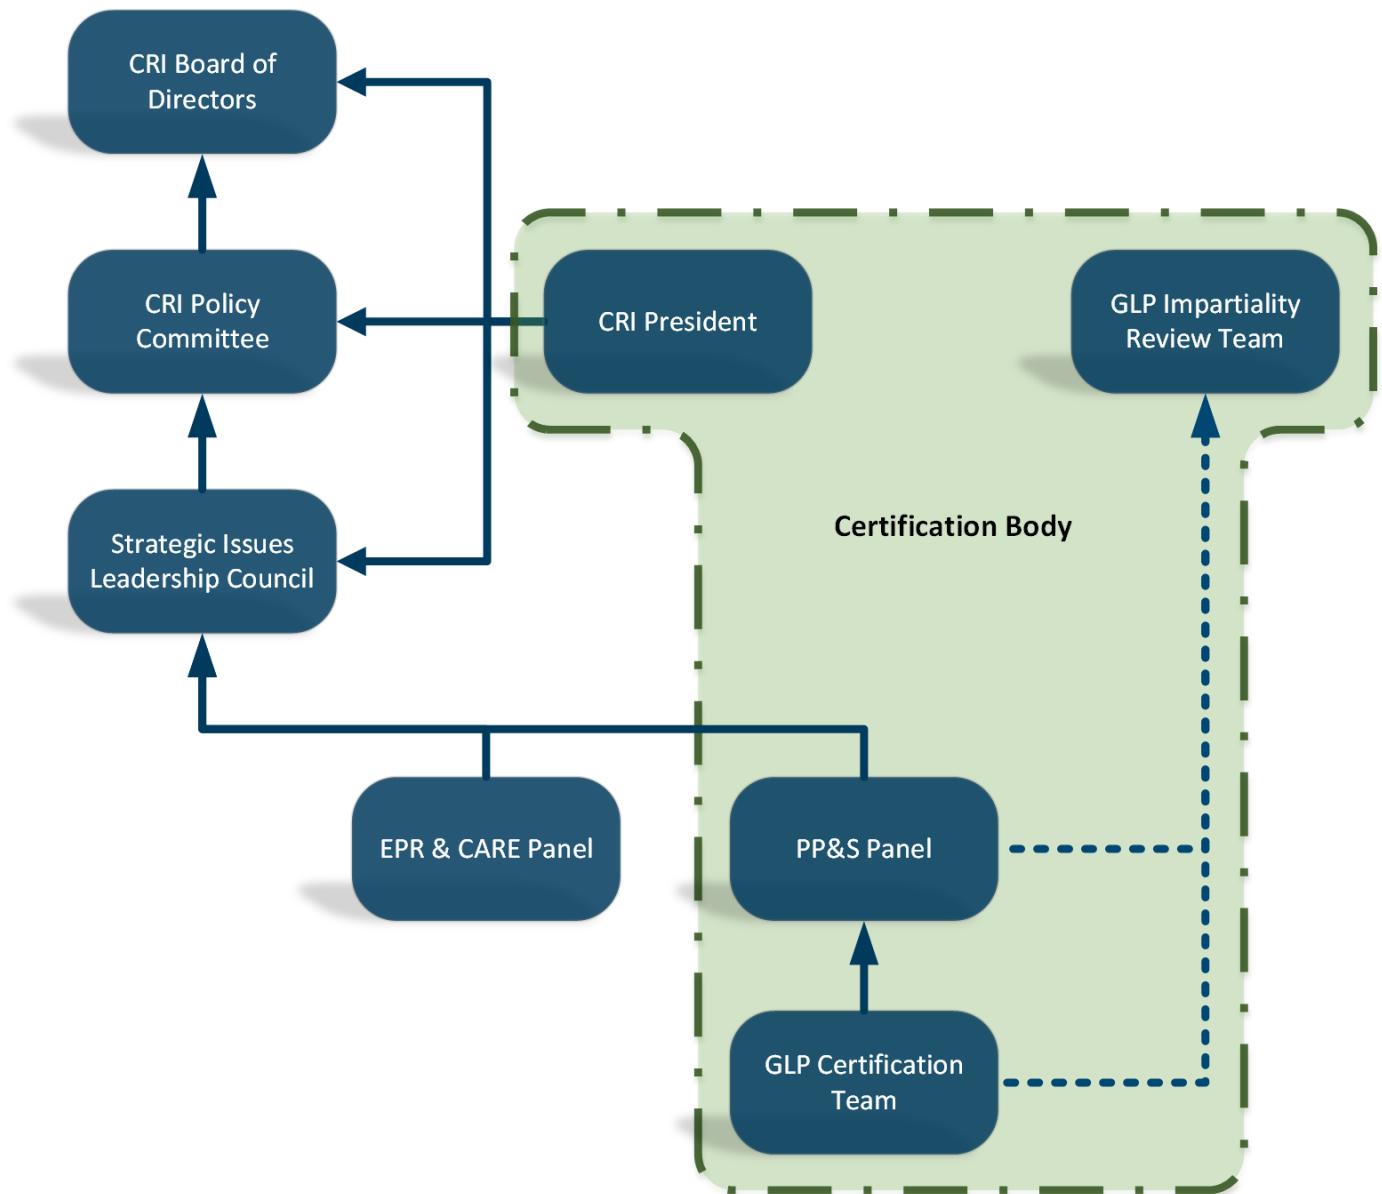 CRI Board of
Directors
CRI Policy
Committee
CRI President
GLP Impartiality
Review Team
Strategic Issues
Leadership Council
Certification Body
EPR & CARE Panel
PP&S Panel
GLP Certification
Team